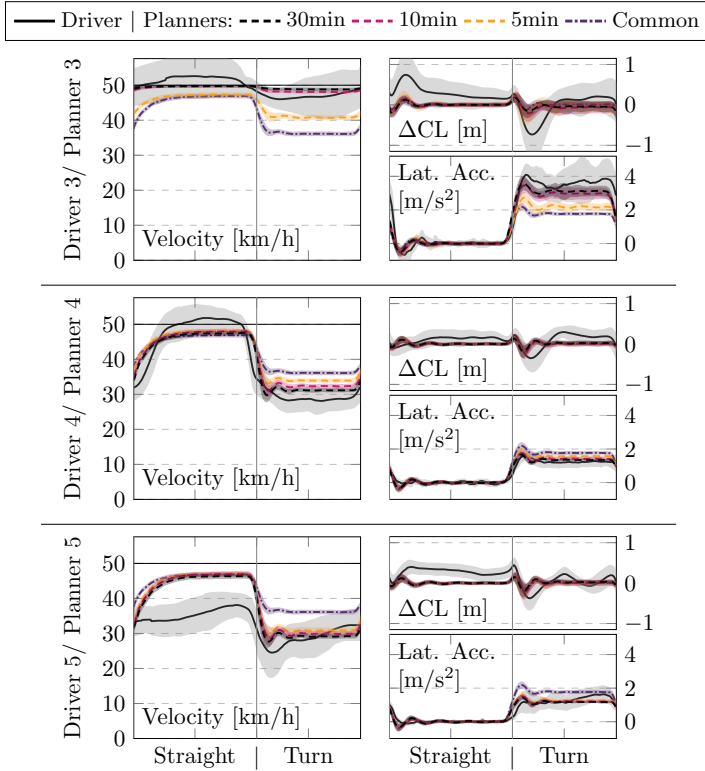 Driver | Planners: 30min 10min 5min Common
Driver 3/ Planner 3
50
40
30
20
10
0
Velocity [km/h]
1
0
−1
ΔCL [m]
Lat. Acc.
[m/s²]
4
2
0
Driver 4/ Planner 4
50
40
30
20
10
0
Velocity [km/h]
1
0
−1
ΔCL [m]
Lat. Acc.
[m/s²]
4
2
0
Driver 5/ Planner 5
50
40
30
20
10
0
Velocity [km/h]
1
0
−1
ΔCL [m]
Lat. Acc.
[m/s²]
4
2
0
Straight | Turn
Straight | Turn